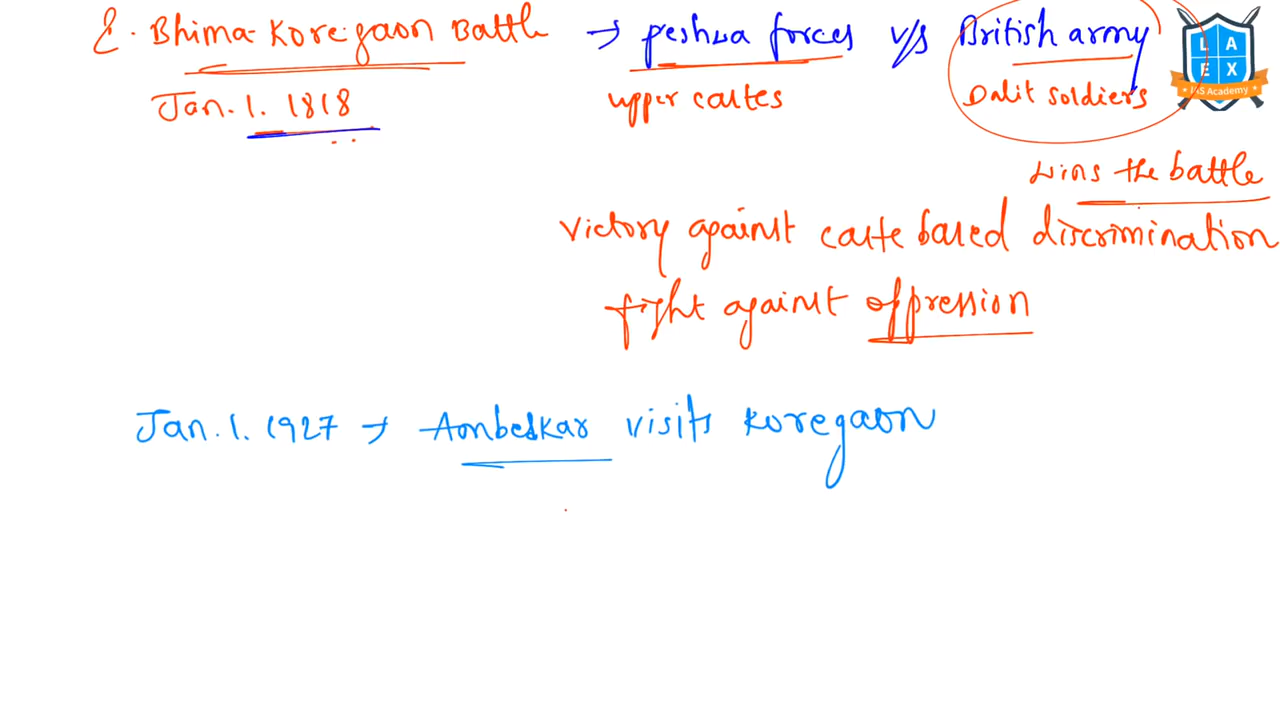 2. Bhima-Koregaon Battle → peshwa forces v/s British army
Jan. 1. 1818 upper castes Dalit soldiers
wins the battle
victory against caste based discrimination
fight against oppression
Jan. 1. 1927 → Ambedkar visits Koregaon
L A
E X
IAS Academy